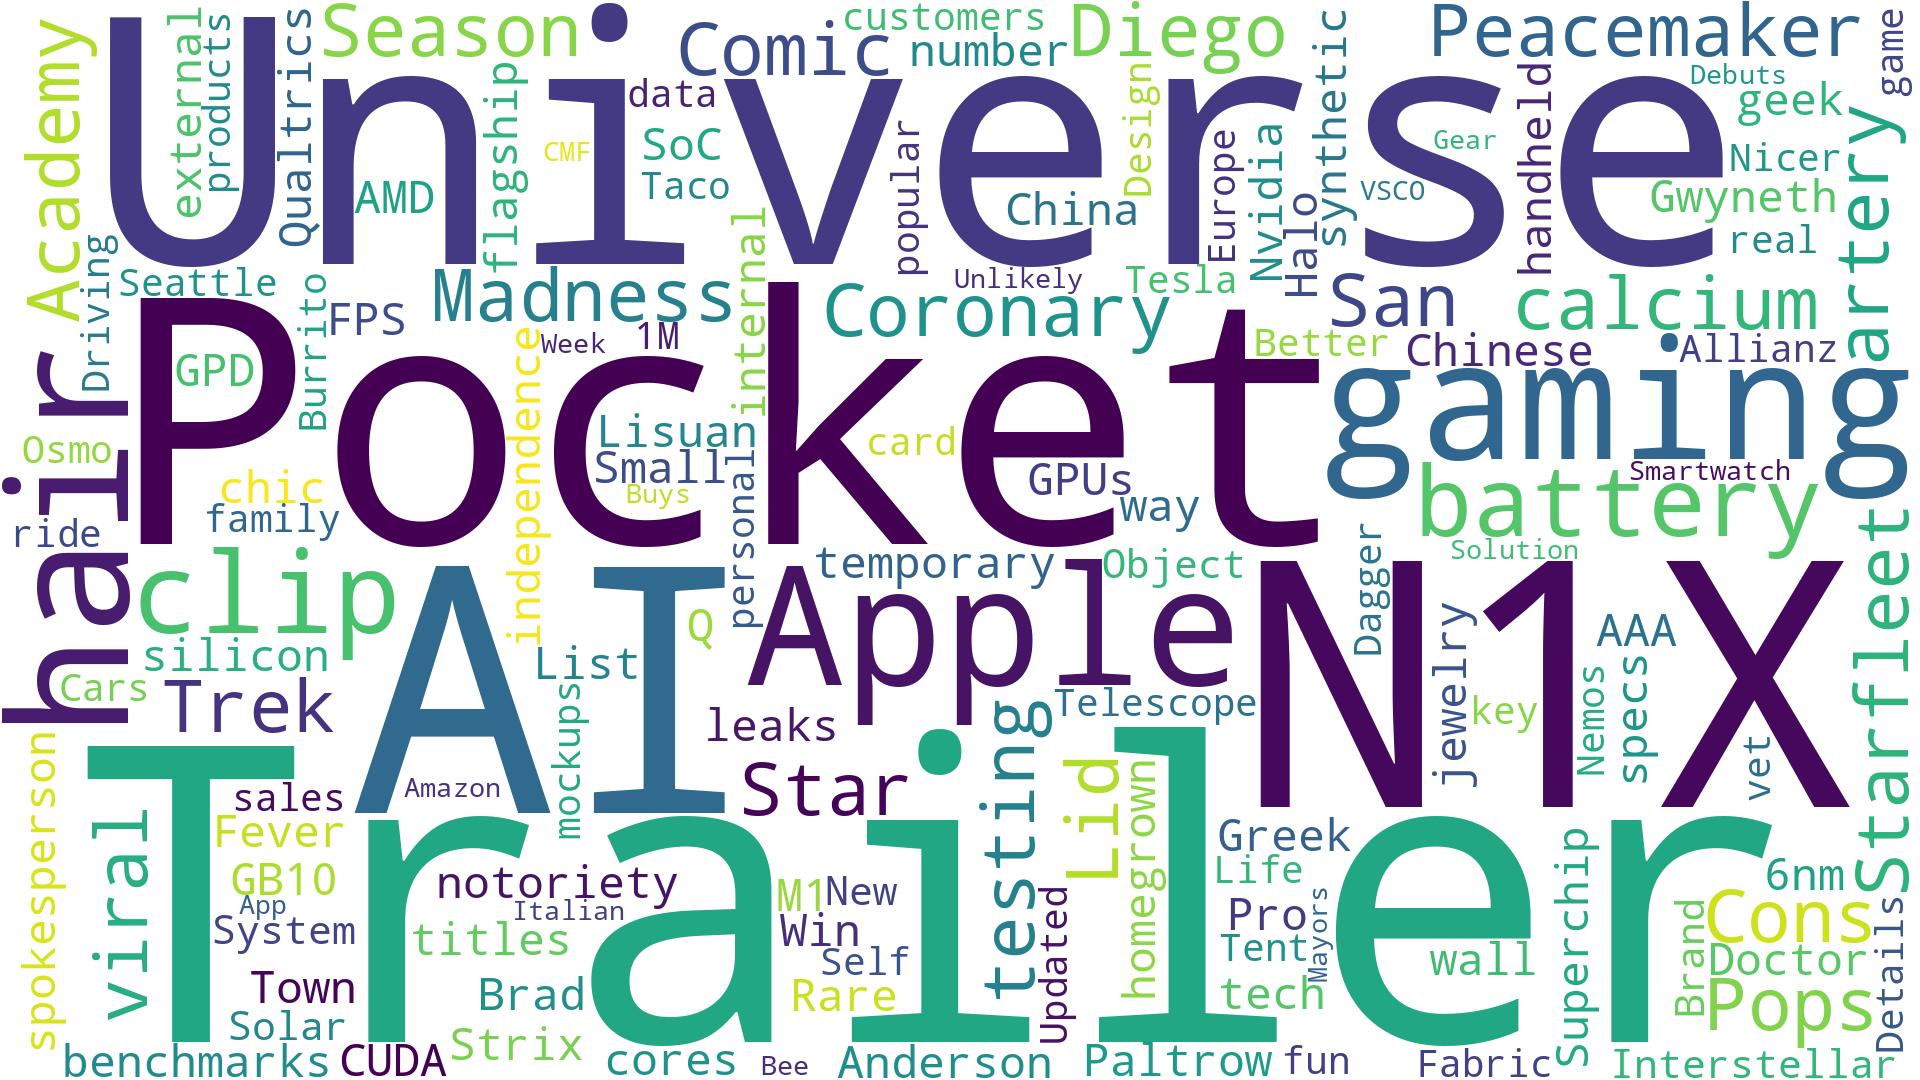 Universe
Pocket
Trailer
AI
N1X
Apple
gaming
hair
battery
clip
Season
Comic
customers
number
Diego
Peacemaker
Debuts
geek
game
Academy
external
products
Qualtrics
flagship
data
CMF
SoC
Taco
AMD
popular
China
Design
Europe
Nvidia
Halo
synthetic
VSCO
Gear
handheld
Nicer
Gwyneth
real
artery
Driving
Seattle
Burrito
FPS
Madness
Week
1M
internal
Unlikely
Coronary
Tesla
San
calcium
Better
Chinese
Allianz
GPD
independence
Lisuan
Small
Buys
personal
card
GPUs
way
Smartwatch
Solution
Osmo
chic
family
ride
temporary
Object
Dagger
Starfleet
silicon
Cars
Trek
List
Q
mockups
leaks
Telescope
jewelry
key
AAA
Nemos
specs
vet
Star
testing
Lid
homegrown
spokesperson
viral
sales
Amazon
Fever
GB10
App
System
notoriety
Italian
titles
M1
New
Win
Self
Rare
Updated
Greek
Life
Pro
Mayors
Tent
tech
wall
Superchip
6nm
Cons
Doctor
Brand
Pops
Details
Town
Solar
Brad
Strix
benchmarks
CUDA
cores
Bee
Anderson
Paltrow
fun
Fabric
Interstellar